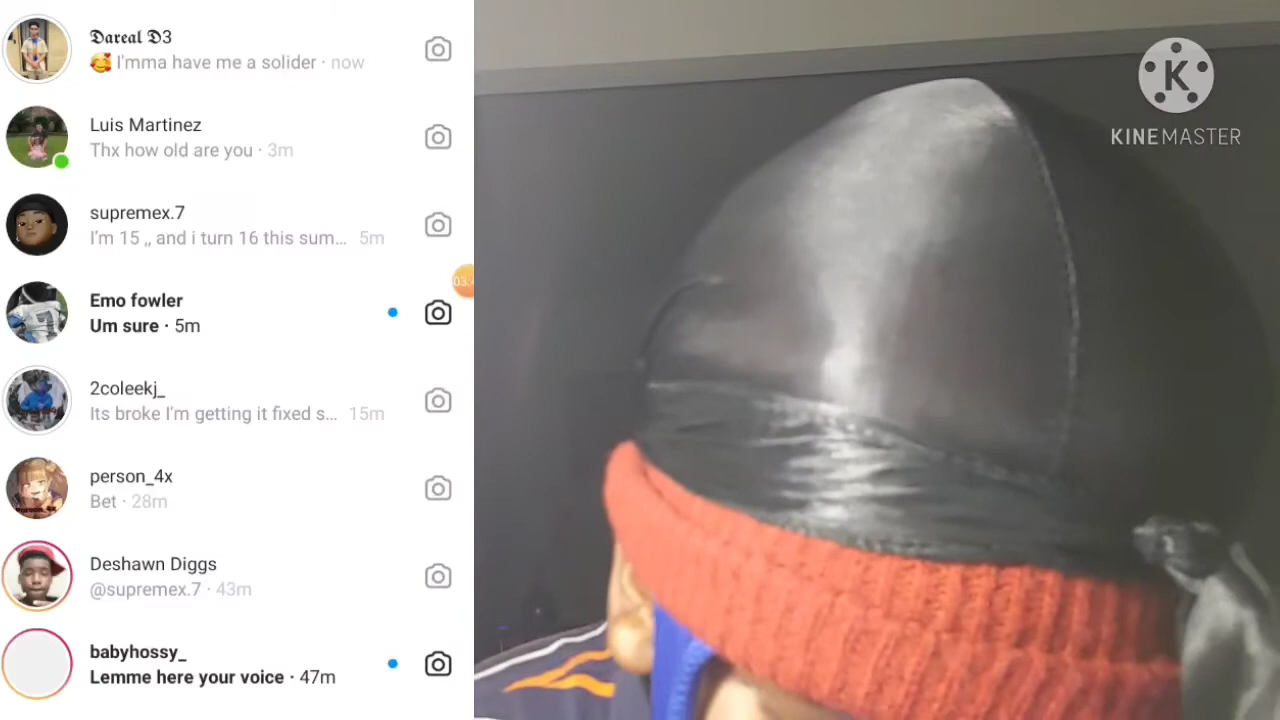 𝕯areal 𝕯3
🥰 I'mma have me a solider · now
Luis Martinez
Thx how old are you · 3m
supremex.7
I'm 15 ,, and i turn 16 this sum... 5m
Emo fowler
Um sure · 5m
2coleekj_
Its broke I'm getting it fixed s... 15m
person_4x
Bet · 28m
Deshawn Diggs
@supremex.7 · 43m
babyhossy_
Lemme here your voice · 47m
K
KINEMASTER